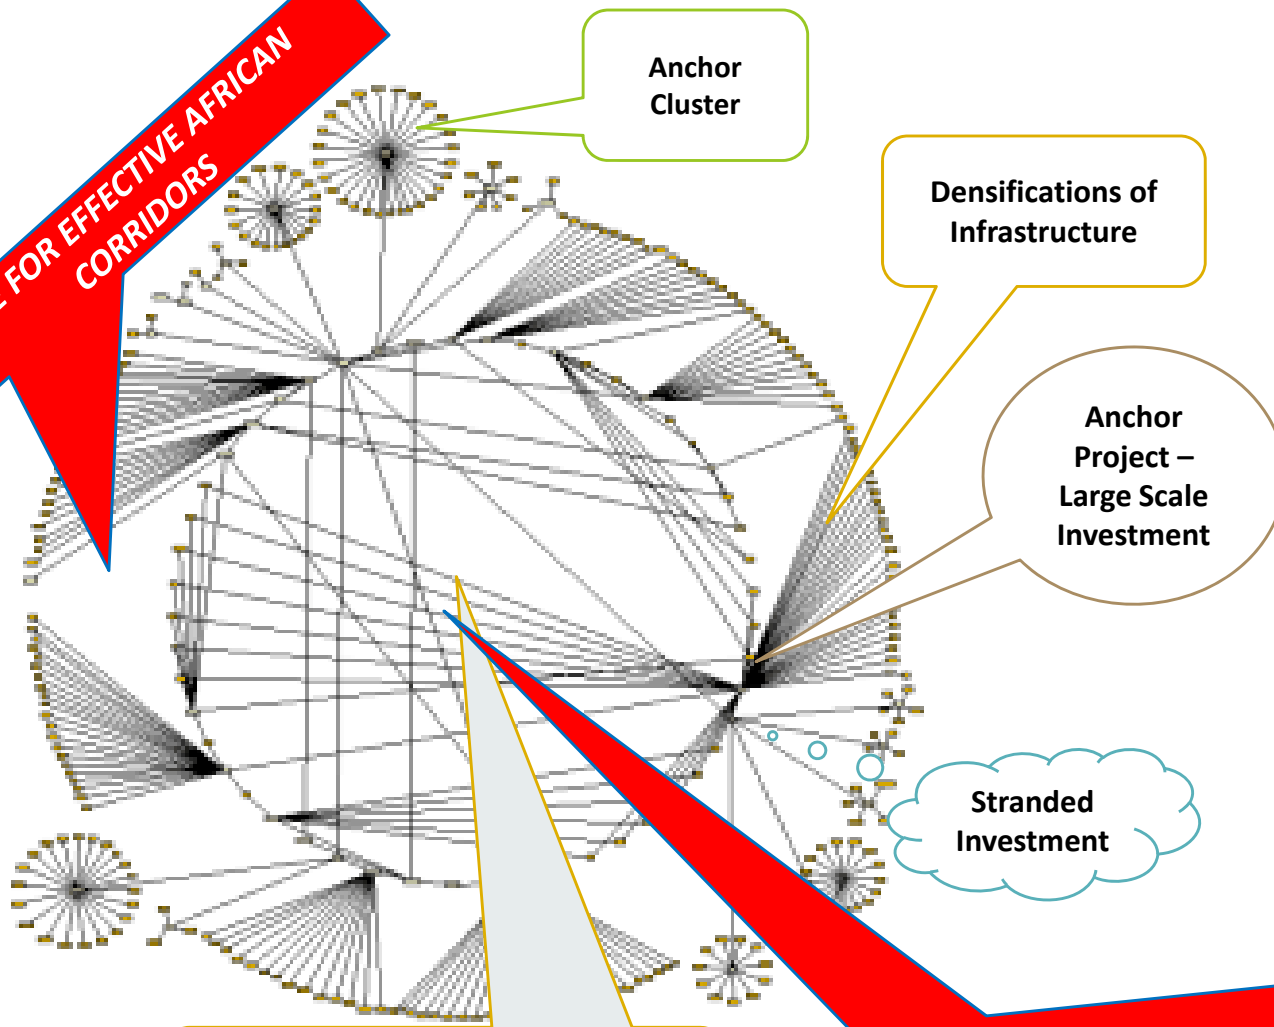 FOR EFFECTIVE AFRICAN
CORRIDORS
Anchor
Cluster
Densifications of
Infrastructure
Anchor
Project –
Large Scale
Investment
Stranded
Investment